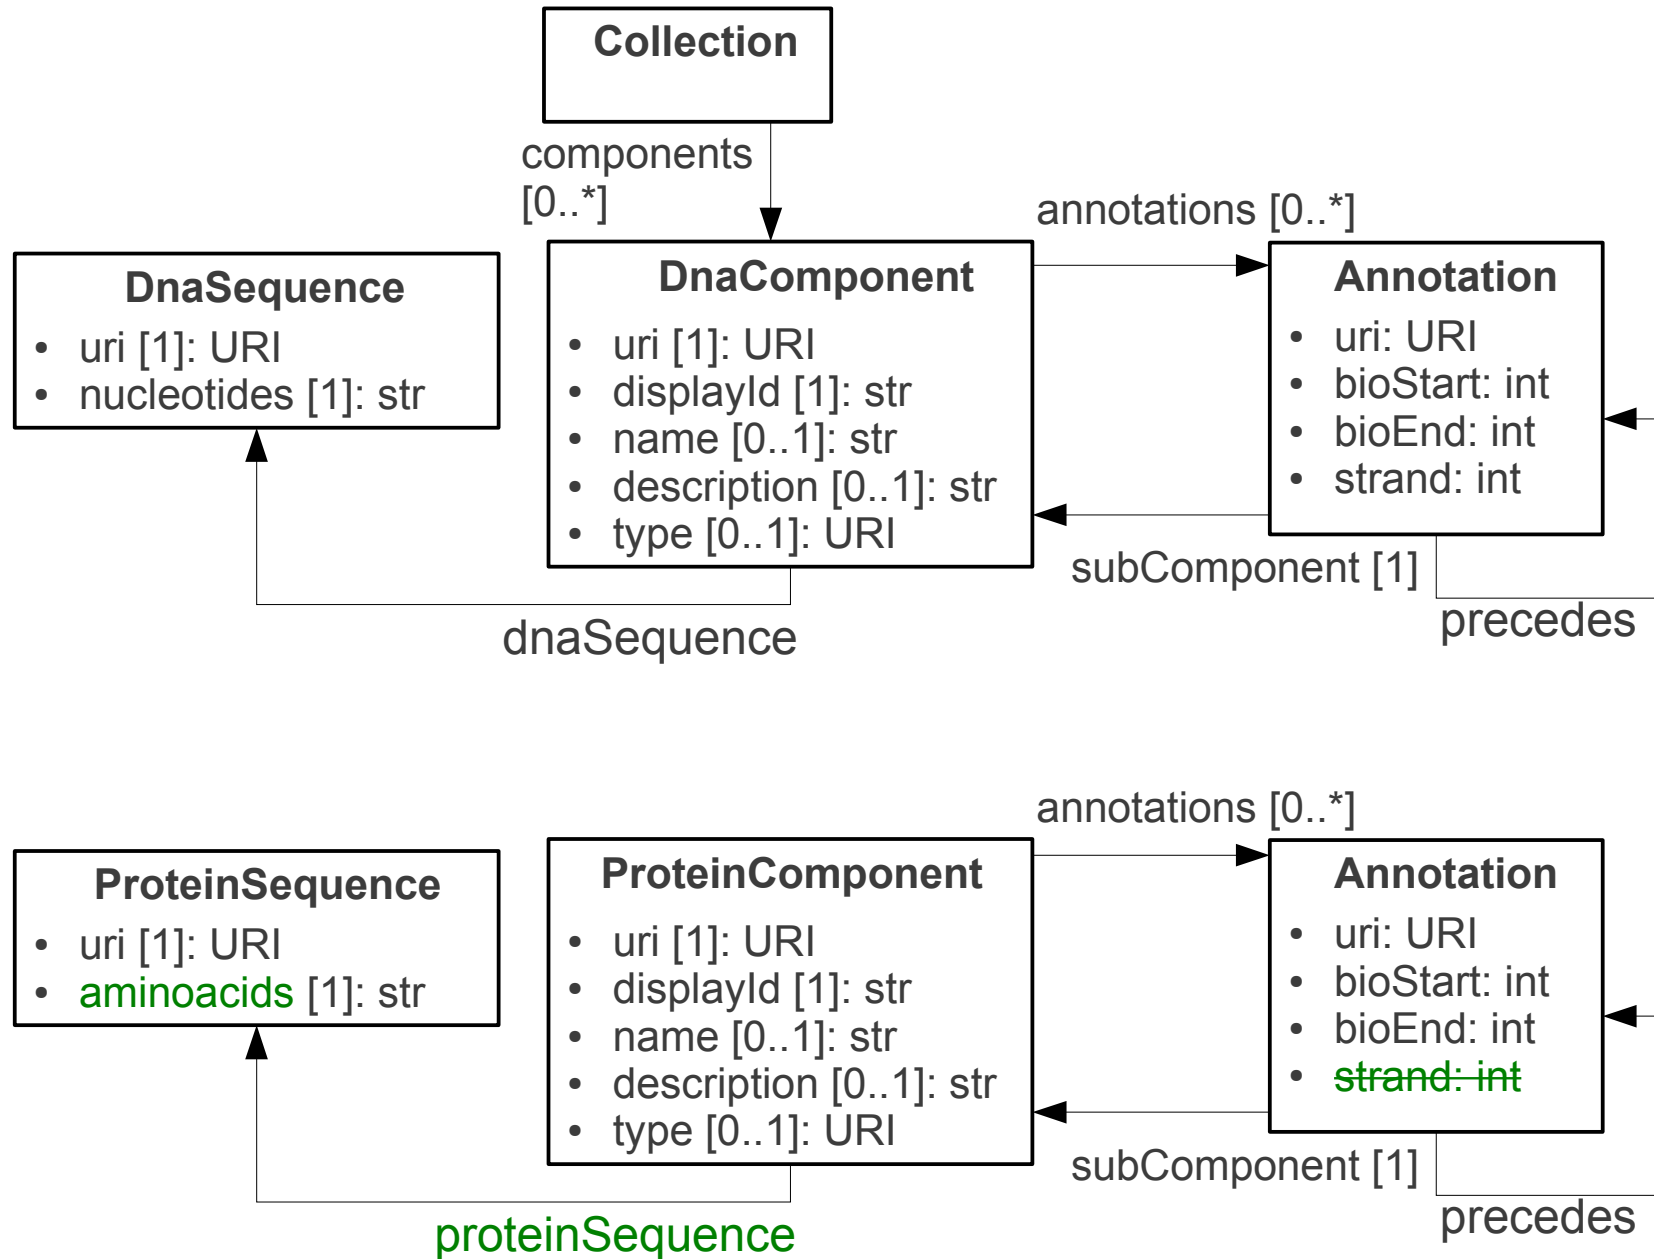 Collection
components
[0..*]
annotations [0..*]
DnaSequence
• uri [1]: URI
• nucleotides [1]: str
DnaComponent
• uri [1]: URI
• displayId [1]: str
• name [0..1]: str
• description [0..1]: str
• type [0..1]: URI
Annotation
• uri: URI
• bioStart: int
• bioEnd: int
• strand: int
subComponent [1]
precedes
dnaSequence
annotations [0..*]
ProteinSequence
• uri [1]: URI
• aminoacids [1]: str
ProteinComponent
• uri [1]: URI
• displayId [1]: str
• name [0..1]: str
• description [0..1]: str
• type [0..1]: URI
Annotation
• uri: URI
• bioStart: int
• bioEnd: int
• strand: int
subComponent [1]
precedes
proteinSequence